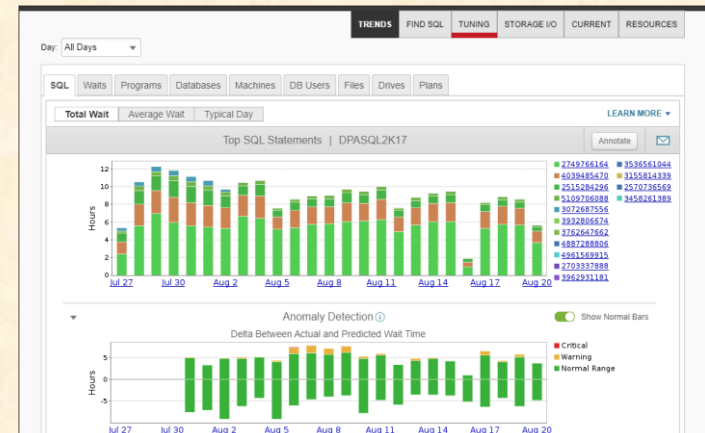 TRENDS FIND SQL TUNING STORAGE I/O CURRENT RESOURCES
Day: All Days
SQL Waits Programs Databases Machines DB Users Files Drives Plans
Total Wait Average Wait Typical Day LEARN MORE
Top SQL Statements | DPASQL2K17 Annotate
12
10
8
6
4
2
0
Hours
Jul 27 Jul 30 Aug 2 Aug 5 Aug 8 Aug 11 Aug 14 Aug 17 Aug 20
2749766164 3536561044
4039485470 3155814339
2515284296 2570736569
5109706088 3458261389
3072687556
3932806674
3762647662
4887288806
4961569915
2703337888
3962931181
Anomaly Detection Show Normal Bars
Delta Between Actual and Predicted Wait Time
5
0
-5
Hours
Jul 27 Jul 30 Aug 2 Aug 5 Aug 8 Aug 11 Aug 14 Aug 17 Aug 20
Critical
Warning
Normal Range